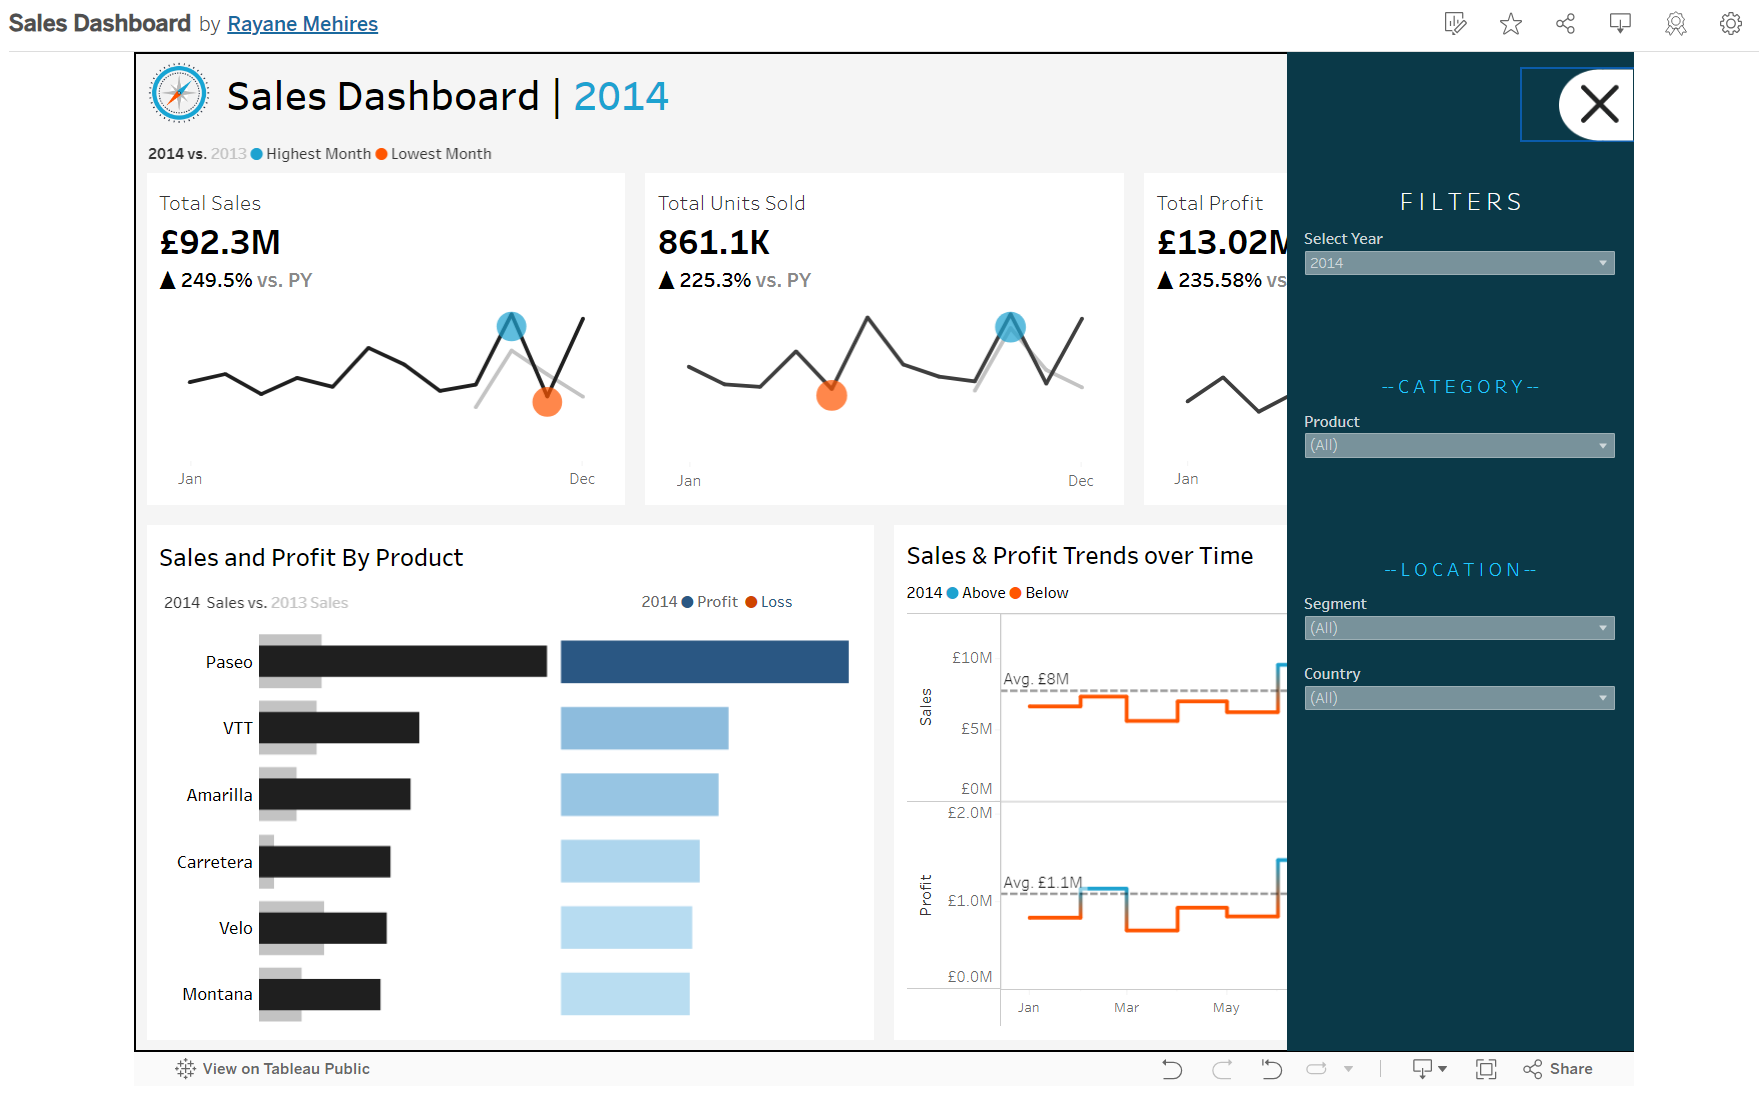 Sales Dashboard by Rayane Mehires
Sales Dashboard | 2014
2014 vs. 2013 Highest Month Lowest Month
Total Sales
£92.3M
▲ 249.5% vs. PY
Jan Dec
Total Units Sold
861.1K
▲ 225.3% vs. PY
Jan Dec
Total Profit
£13.02M
▲ 235.58% vs
Jan
Sales and Profit By Product
2014 Sales vs. 2013 Sales
2014 Profit Loss
Paseo
VTT
Amarilla
Carretera
Velo
Montana
Sales & Profit Trends over Time
2014 Above Below
Sales
£10M
Avg. £8M
£5M
£0M
Profit
£2.0M
Avg. £1.1M
£1.0M
£0.0M
Jan Mar May
FILTERS
Select Year
2014
--CATEGORY--
Product
(All)
--LOCATION--
Segment
(All)
Country
(All)
View on Tableau Public
Share